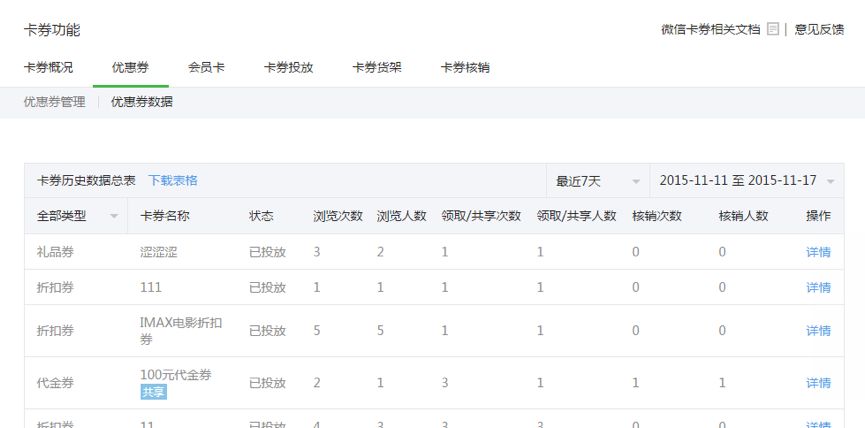 卡券功能 微信卡券相关文档 | 意见反馈
卡券概况 优惠券 会员卡 卡券投放 卡券货架 卡券核销
优惠券管理 优惠券数据
卡券历史数据总表 下载表格 最近7天 2015-11-11 至 2015-11-17
全部类型 卡券名称 状态 浏览次数 浏览人数 领取/共享次数 领取/共享人数 核销次数 核销人数 操作
礼品券 涩涩涩 已投放 3 2 1 1 0 0 详情
折扣券 111 已投放 1 1 1 1 0 0 详情
折扣券 IMAX电影折扣 已投放 5 5 1 1 0 0 详情
券
代金券 100元代金券 已投放 2 1 3 1 1 1 详情
共享
折扣券 11 已投放 4 3 3 3 0 0 详情